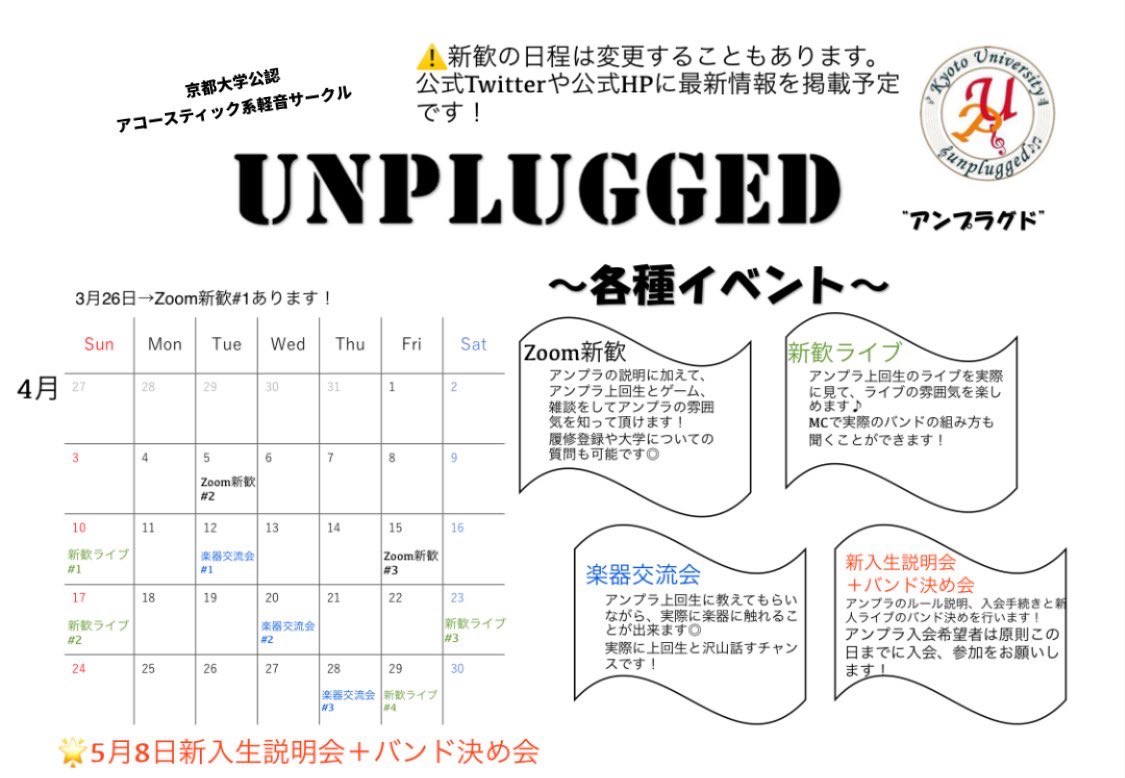 京都大学公認
アコースティック系軽音サークル
⚠️新歓の日程は変更することもあります。
公式Twitterや公式HPに最新情報を掲載予定
です！
Kyoto University
unplugged
UNPLUGGED
"アンプラグド"
3月26日→Zoom新歓#1あります！
4月
Sun Mon Tue Wed Thu Fri Sat
27 28 29 30 31 1 2
3 4 5 6 7 8 9
Zoom新歓
#2
10 11 12 13 14 15 16
新歓ライブ
#1
楽器交流会
#1
Zoom新歓
#3
17 18 19 20 21 22 23
新歓ライブ
#2
楽器交流会
#2
新歓ライブ
#3
24 25 26 27 28 29 30
楽器交流会
#3
新歓ライブ
#4
🌟5月8日新入生説明会＋バンド決め会
〜各種イベント〜
Zoom新歓
アンプラの説明に加えて、
アンプラ上回生とゲーム、
雑談をしてアンプラの雰囲
気を知って頂けます！
履修登録や大学についての
質問も可能です◎
新歓ライブ
アンプラ上回生のライブを実際
に見て、ライブの雰囲気を楽し
めます♪
MCで実際のバンドの組み方も
聞くことができます！
楽器交流会
アンプラ上回生に教えてもらい
ながら、実際に楽器に触れるこ
とが出来ます◎
実際に上回生と沢山話すチャン
スです！
新入生説明会
＋バンド決め会
アンプラのルール説明、入会手続きと新
人ライブのバンド決めを行います！
アンプラ入会希望者は原則この
日までに入会、参加をお願いし
ます！